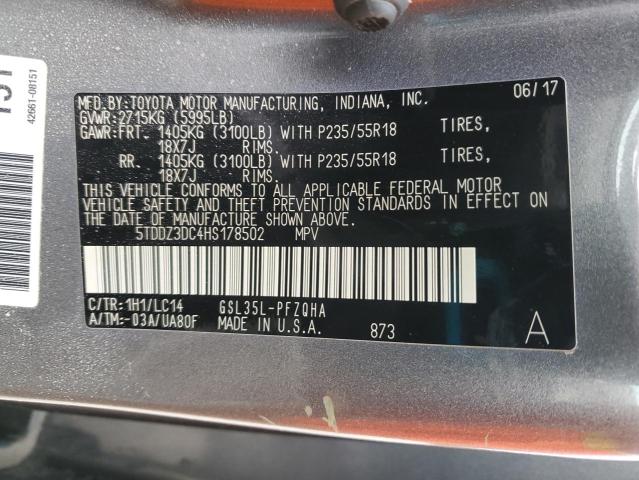 151
42661-08151
MFD.BY:TOYOTA MOTOR MANUFACTURING, INDIANA, INC. 06/17
GVWR:2715KG (5995LB)
GAWR:FRT. 1405KG (3100LB) WITH P235/55R18 TIRES,
18X7J RIMS.
RR. 1405KG (3100LB) WITH P235/55R18 TIRES,
18X7J RIMS.
THIS VEHICLE CONFORMS TO ALL APPLICABLE FEDERAL MOTOR
VEHICLE SAFETY AND THEFT PREVENTION STANDARDS IN EFFECT ON
THE DATE OF MANUFACTURE SHOWN ABOVE.
5TDDZ3DC4HS178502 MPV
C/TR:1H1/LC14 GSL35L-PFZQHA
A/TM:-03A/UA80F MADE IN U.S.A. 873 A